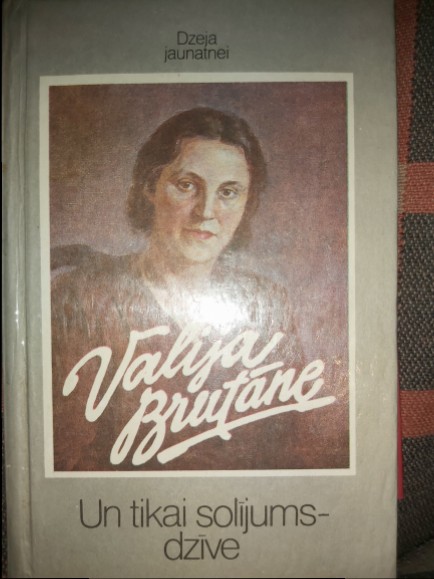 Dzeja
jaunatnei
Valija
Brutāne
Un tikai solījums-
dzīve